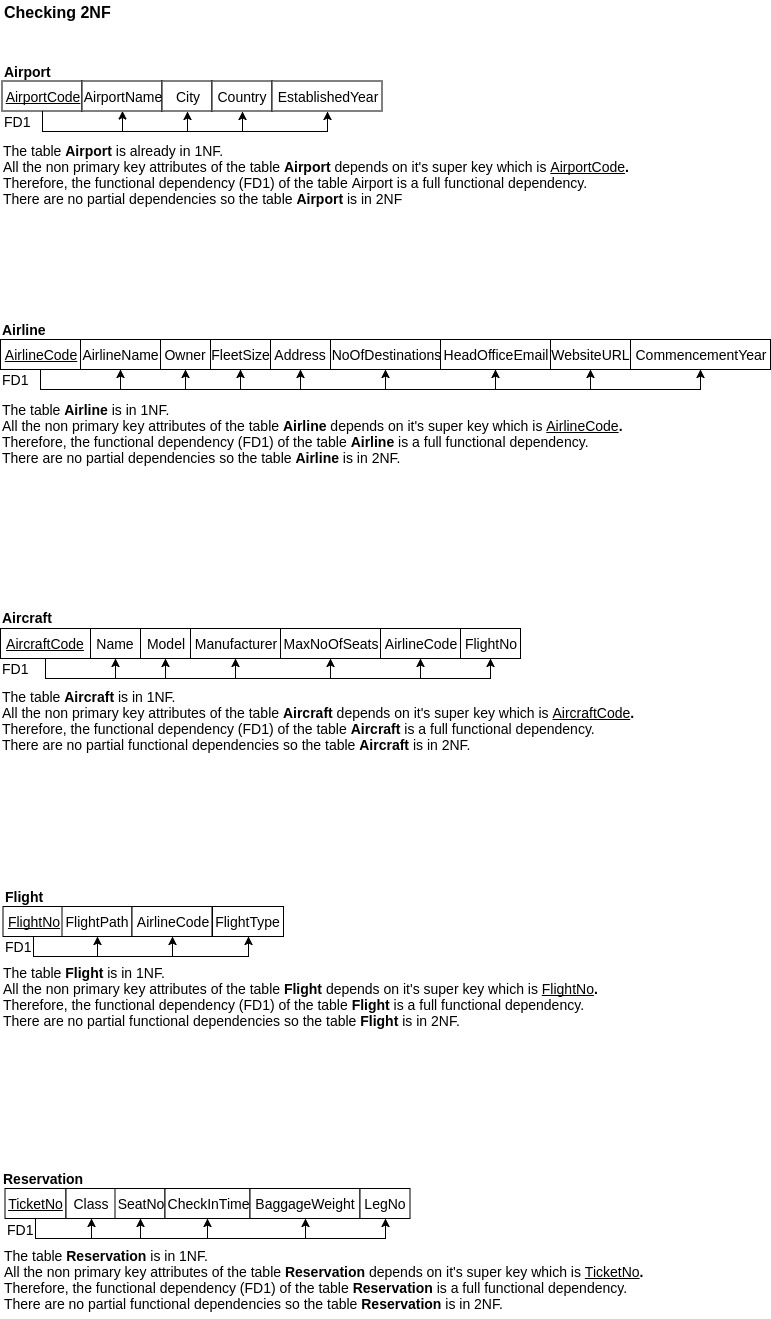 Checking 2NF
Airport
AirportCode AirportName City Country EstablishedYear
FD1
The table Airport is already in 1NF.
All the non primary key attributes of the table Airport depends on it's super key which is AirportCode.
Therefore, the functional dependency (FD1) of the table Airport is a full functional dependency.
There are no partial dependencies so the table Airport is in 2NF
Airline
AirlineCode AirlineName Owner FleetSize Address NoOfDestinations HeadOfficeEmail WebsiteURL CommencementYear
FD1
The table Airline is in 1NF.
All the non primary key attributes of the table Airline depends on it's super key which is AirlineCode.
Therefore, the functional dependency (FD1) of the table Airline is a full functional dependency.
There are no partial dependencies so the table Airline is in 2NF.
Aircraft
AircraftCode Name Model Manufacturer MaxNoOfSeats AirlineCode FlightNo
FD1
The table Aircraft is in 1NF.
All the non primary key attributes of the table Aircraft depends on it's super key which is AircraftCode.
Therefore, the functional dependency (FD1) of the table Aircraft is a full functional dependency.
There are no partial functional dependencies so the table Aircraft is in 2NF.
Flight
FlightNo FlightPath AirlineCode FlightType
FD1
The table Flight is in 1NF.
All the non primary key attributes of the table Flight depends on it's super key which is FlightNo.
Therefore, the functional dependency (FD1) of the table Flight is a full functional dependency.
There are no partial functional dependencies so the table Flight is in 2NF.
Reservation
TicketNo Class SeatNo CheckInTime BaggageWeight LegNo
FD1
The table Reservation is in 1NF.
All the non primary key attributes of the table Reservation depends on it's super key which is TicketNo.
Therefore, the functional dependency (FD1) of the table Reservation is a full functional dependency.
There are no partial functional dependencies so the table Reservation is in 2NF.